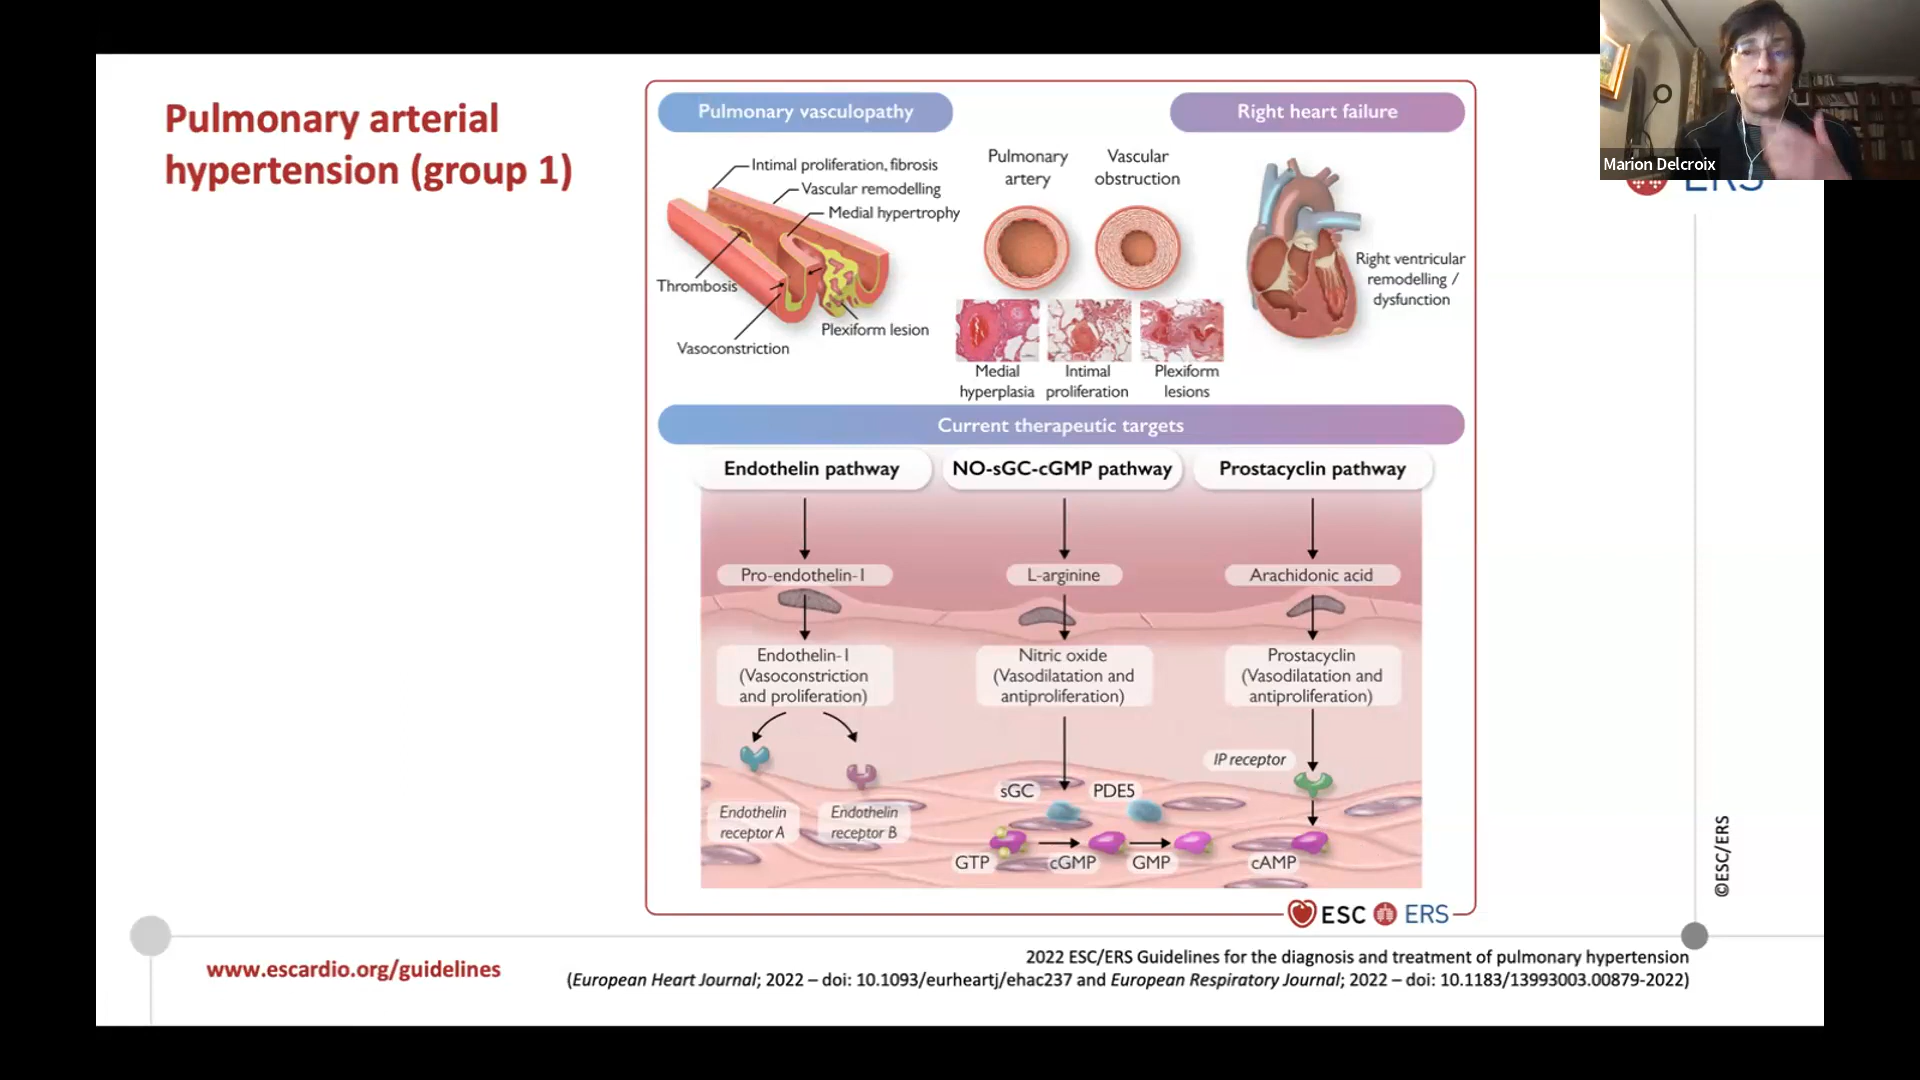 Pulmonary arterial
hypertension (group 1)
Pulmonary vasculopathy
Right heart failure
Intimal proliferation, fibrosis
Vascular remodelling
Medial hypertrophy
Thrombosis
Vasoconstriction
Plexiform lesion
Pulmonary
artery
Vascular
obstruction
Medial
hyperplasia
Intimal
proliferation
Plexiform
lesions
Right ventricular
remodelling /
dysfunction
Current therapeutic targets
Endothelin pathway
NO-sGC-cGMP pathway
Prostacyclin pathway
Pro-endothelin-1
L-arginine
Arachidonic acid
Endothelin-1
(Vasoconstriction
and proliferation)
Nitric oxide
(Vasodilatation and
antiproliferation)
Prostacyclin
(Vasodilatation and
antiproliferation)
IP receptor
Endothelin
receptor A
Endothelin
receptor B
sGC
PDE5
GTP
cGMP
GMP
cAMP
ESC ERS
Marion Delcroix
ERS
©ESC/ERS
www.escardio.org/guidelines
2022 ESC/ERS Guidelines for the diagnosis and treatment of pulmonary hypertension
(European Heart Journal; 2022 – doi: 10.1093/eurheartj/ehac237 and European Respiratory Journal; 2022 – doi: 10.1183/13993003.00879-2022)